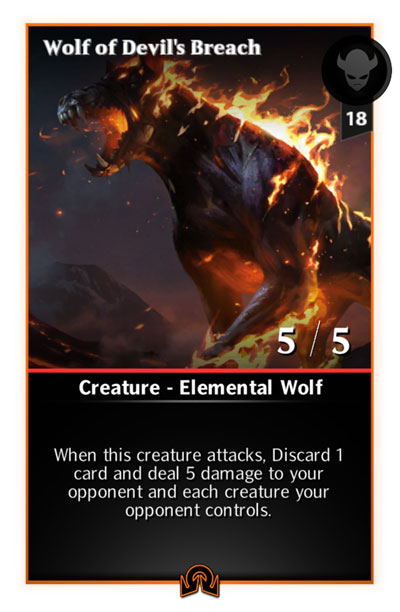 Wolf of Devil's Breach
18
5 / 5
Creature - Elemental Wolf
When this creature attacks, Discard 1
card and deal 5 damage to your
opponent and each creature your
opponent controls.